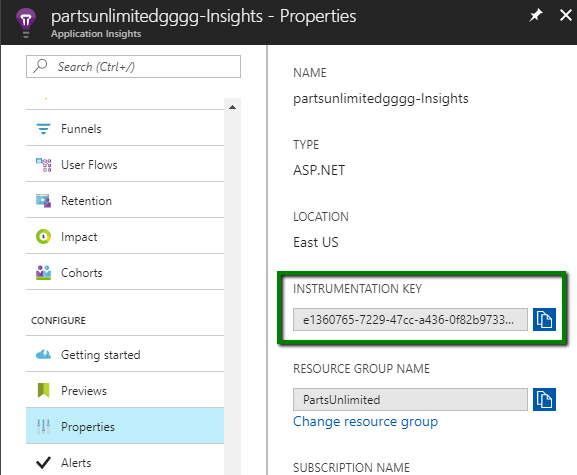 partsunlimitedgggg-Insights - Properties
Application Insights
Search (Ctrl+/)
Funnels
User Flows
Retention
Impact
Cohorts
CONFIGURE
Getting started
Previews
Properties
Alerts
NAME
partsunlimitedgggg-Insights
TYPE
ASP.NET
LOCATION
East US
INSTRUMENTATION KEY
e1360765-7229-47cc-a436-0f82b9733...
RESOURCE GROUP NAME
PartsUnlimited
Change resource group
SUBSCRIPTION NAME